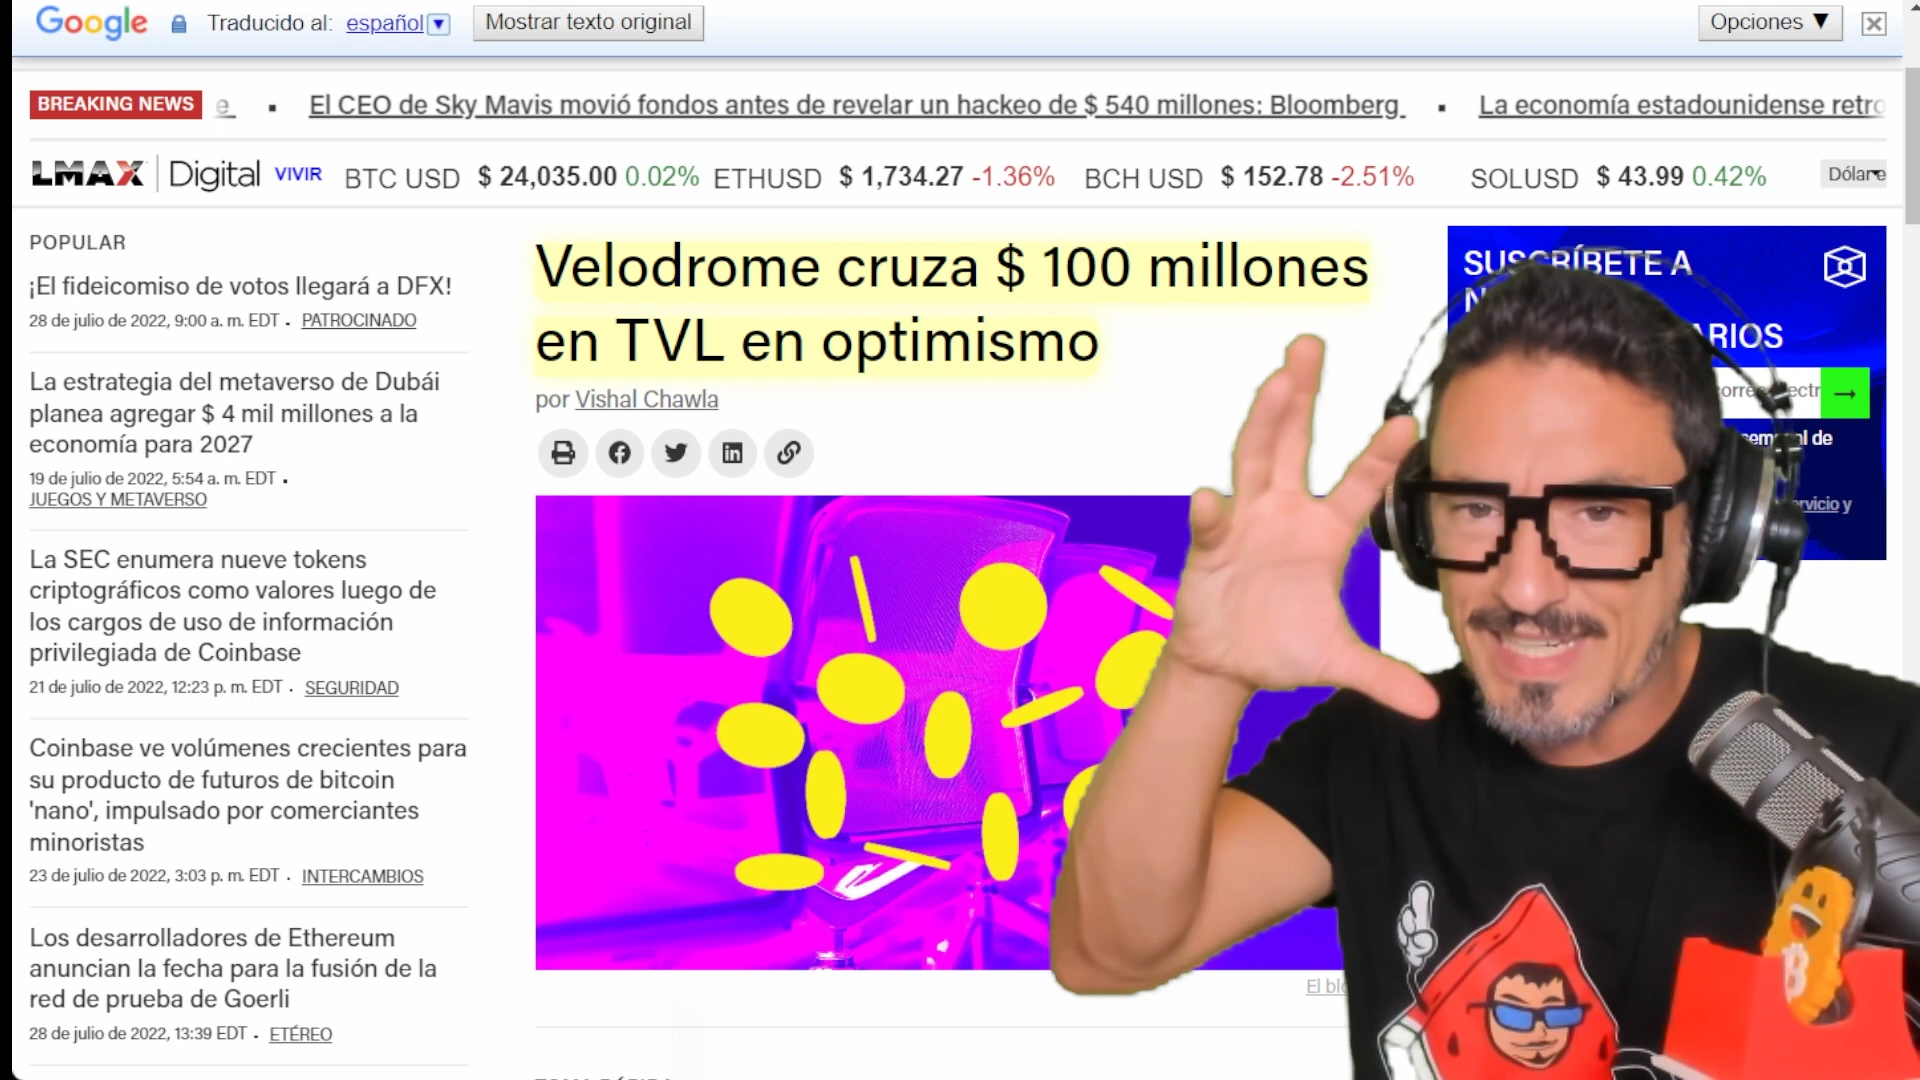 Google Traducido al: español Mostrar texto original Opciones ▼
BREAKING NEWS e ▪ El CEO de Sky Mavis movió fondos antes de revelar un hackeo de $ 540 millones: Bloomberg ▪ La economía estadounidense retro
LMAX Digital VIVIR BTC USD $ 24,035.00 0.02% ETHUSD $ 1,734.27 -1.36% BCH USD $ 152.78 -2.51% SOLUSD $ 43.99 0.42% Dólar
POPULAR
¡El fideicomiso de votos llegará a DFX!
28 de julio de 2022, 9:00 a. m. EDT • PATROCINADO
La estrategia del metaverso de Dubái
planea agregar $ 4 mil millones a la
economía para 2027
19 de julio de 2022, 5:54 a. m. EDT •
JUEGOS Y METAVERSO
La SEC enumera nueve tokens
criptográficos como valores luego de
los cargos de uso de información
privilegiada de Coinbase
21 de julio de 2022, 12:23 p. m. EDT • SEGURIDAD
Coinbase ve volúmenes crecientes para
su producto de futuros de bitcoin
'nano', impulsado por comerciantes
minoristas
23 de julio de 2022, 3:03 p. m. EDT • INTERCAMBIOS
Los desarrolladores de Ethereum
anuncian la fecha para la fusión de la
red de prueba de Goerli
28 de julio de 2022, 13:39 EDT • ETÉREO
Velodrome cruza $ 100 millones
en TVL en optimismo
por Vishal Chawla
El
SUSCRÍBETE A
RIOS
de
y